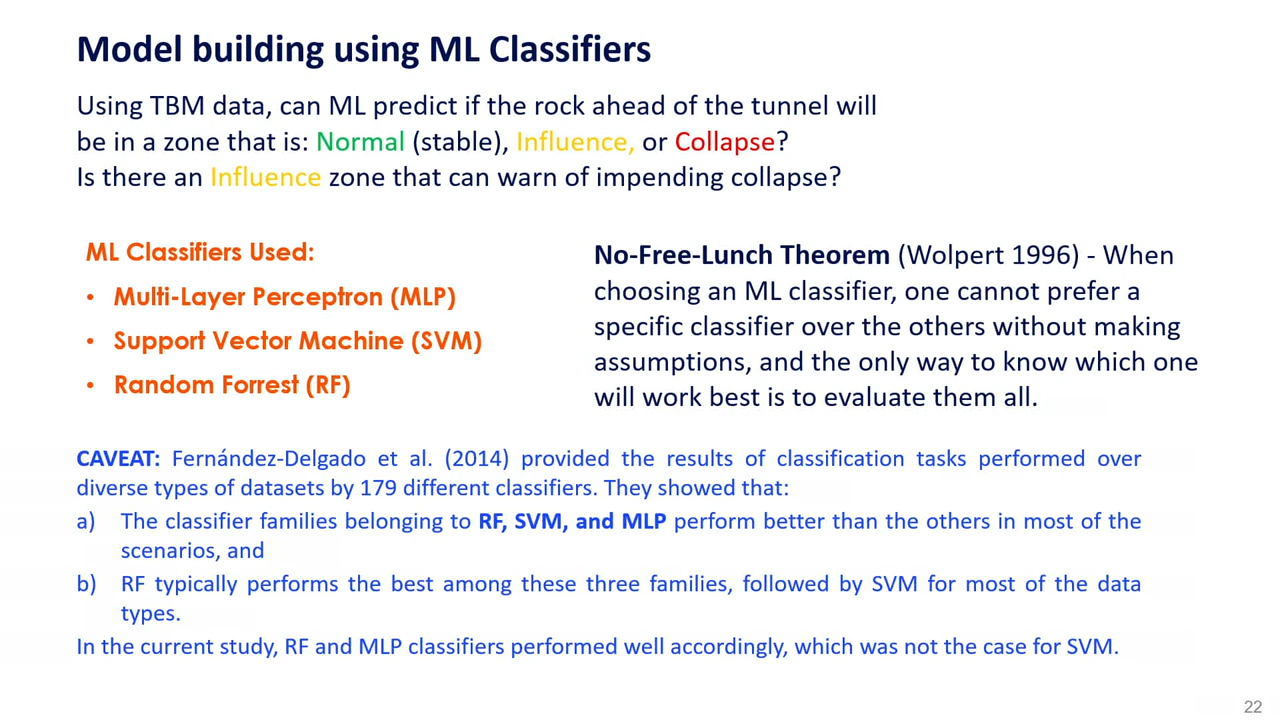 Model building using ML Classifiers
Using TBM data, can ML predict if the rock ahead of the tunnel will
be in a zone that is: Normal (stable), Influence, or Collapse?
Is there an Influence zone that can warn of impending collapse?
ML Classifiers Used:
• Multi-Layer Perceptron (MLP)
• Support Vector Machine (SVM)
• Random Forrest (RF)
No-Free-Lunch Theorem (Wolpert 1996) - When
choosing an ML classifier, one cannot prefer a
specific classifier over the others without making
assumptions, and the only way to know which one
will work best is to evaluate them all.
CAVEAT: Fernández-Delgado et al. (2014) provided the results of classification tasks performed over
diverse types of datasets by 179 different classifiers. They showed that:
a) The classifier families belonging to RF, SVM, and MLP perform better than the others in most of the
scenarios, and
b) RF typically performs the best among these three families, followed by SVM for most of the data
types.
In the current study, RF and MLP classifiers performed well accordingly, which was not the case for SVM.
22